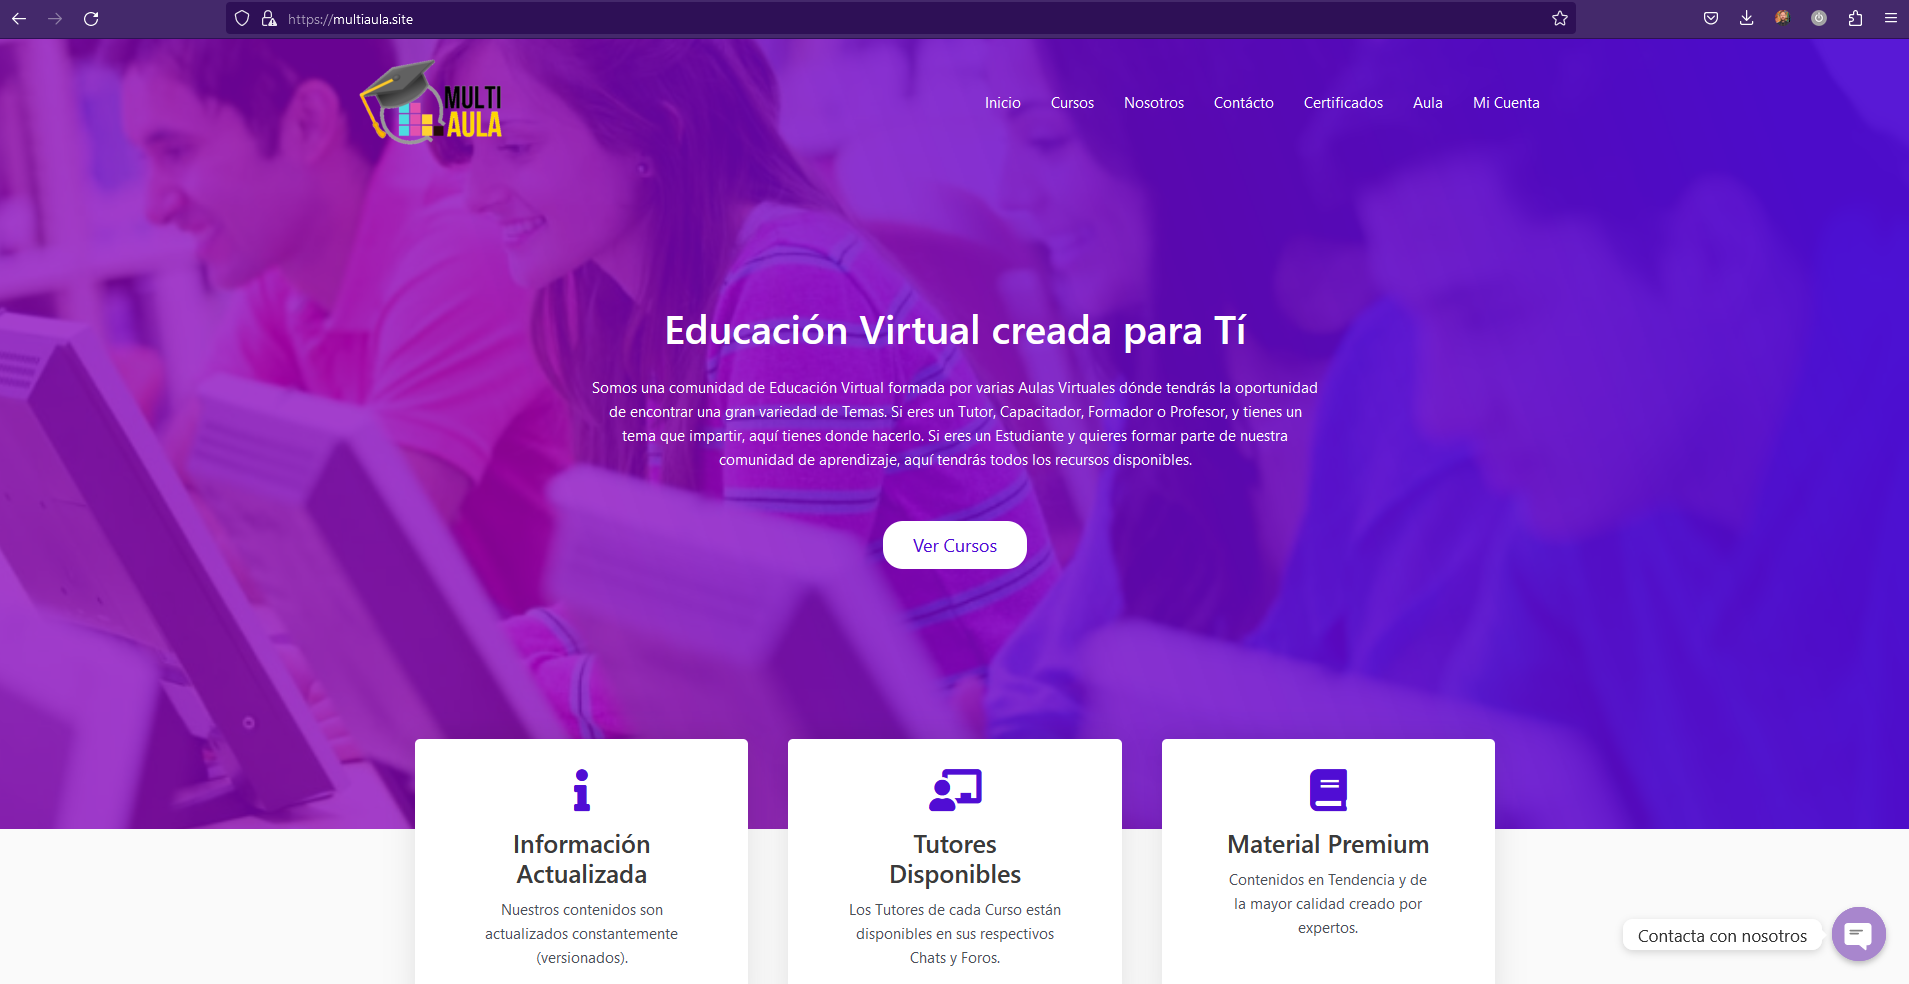 https://multiaula.site
MULTI
AULA
Inicio Cursos Nosotros Contácto Certificados Aula Mi Cuenta
Educación Virtual creada para Tí
Somos una comunidad de Educación Virtual formada por varias Aulas Virtuales dónde tendrás la oportunidad
de encontrar una gran variedad de Temas. Si eres un Tutor, Capacitador, Formador o Profesor, y tienes un
tema que impartir, aquí tienes donde hacerlo. Si eres un Estudiante y quieres formar parte de nuestra
comunidad de aprendizaje, aquí tendrás todos los recursos disponibles.
Ver Cursos
Información
Actualizada
Nuestros contenidos son
actualizados constantemente
(versionados).
Tutores
Disponibles
Los Tutores de cada Curso están
disponibles en sus respectivos
Chats y Foros.
Material Premium
Contenidos en Tendencia y de
la mayor calidad creado por
expertos.
Contacta con nosotros